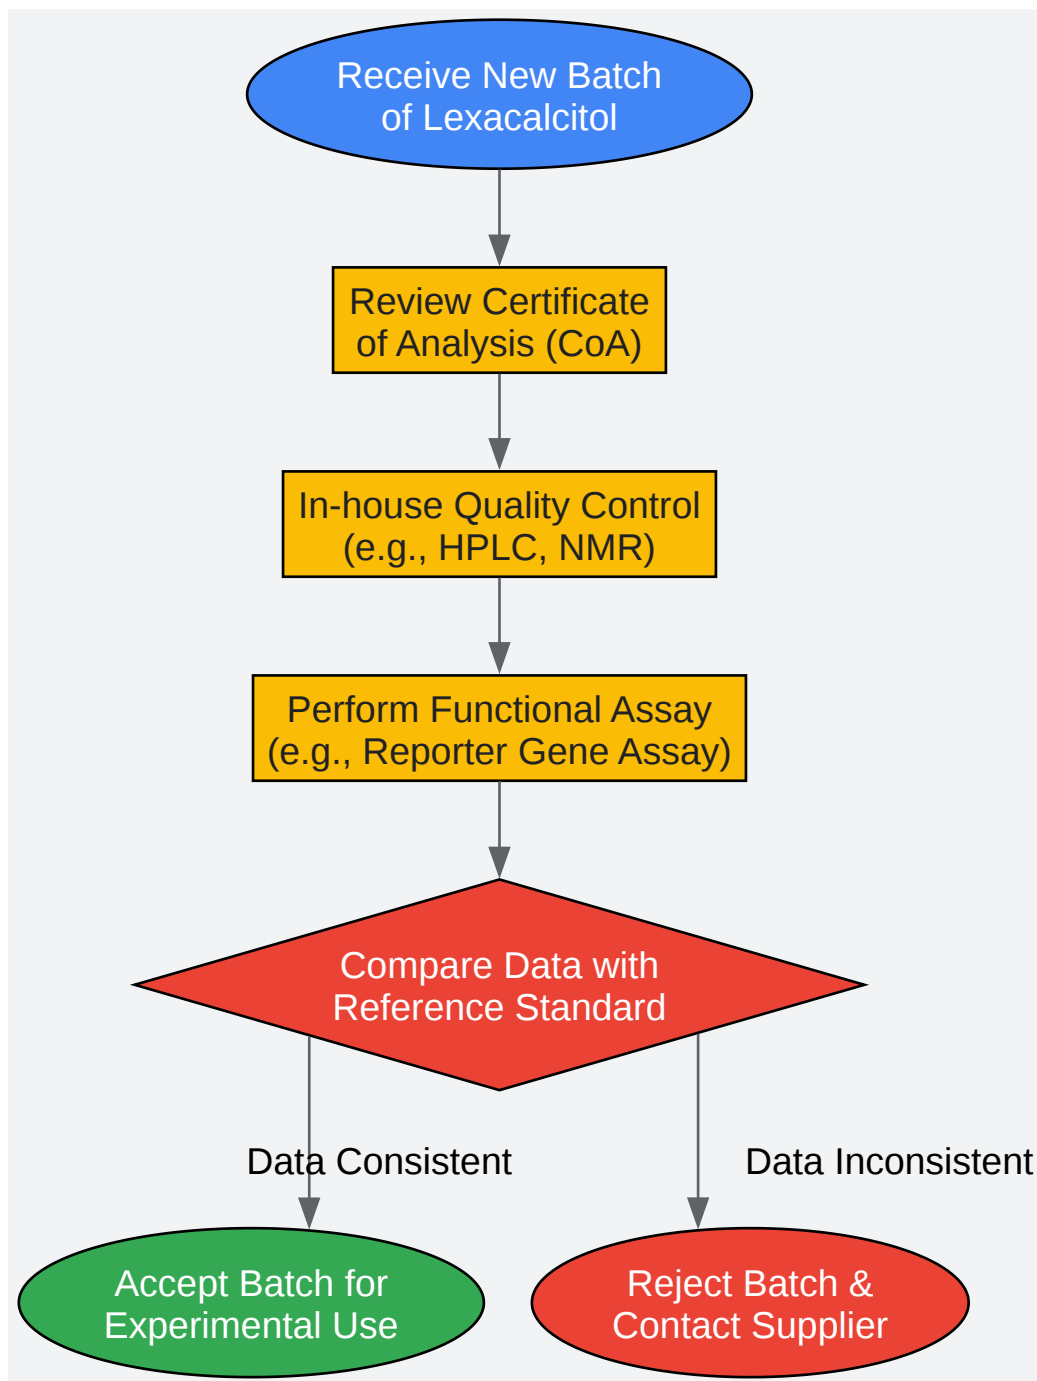 Receive New Batch
of Lexacalcitol
Review Certificate
of Analysis (CoA)
In-house Quality Control
(e.g., HPLC, NMR)
Perform Functional Assay
(e.g., Reporter Gene Assay)
Compare Data with
Reference Standard
Data Consistent
Data Inconsistent
Accept Batch for
Experimental Use
Reject Batch &
Contact Supplier